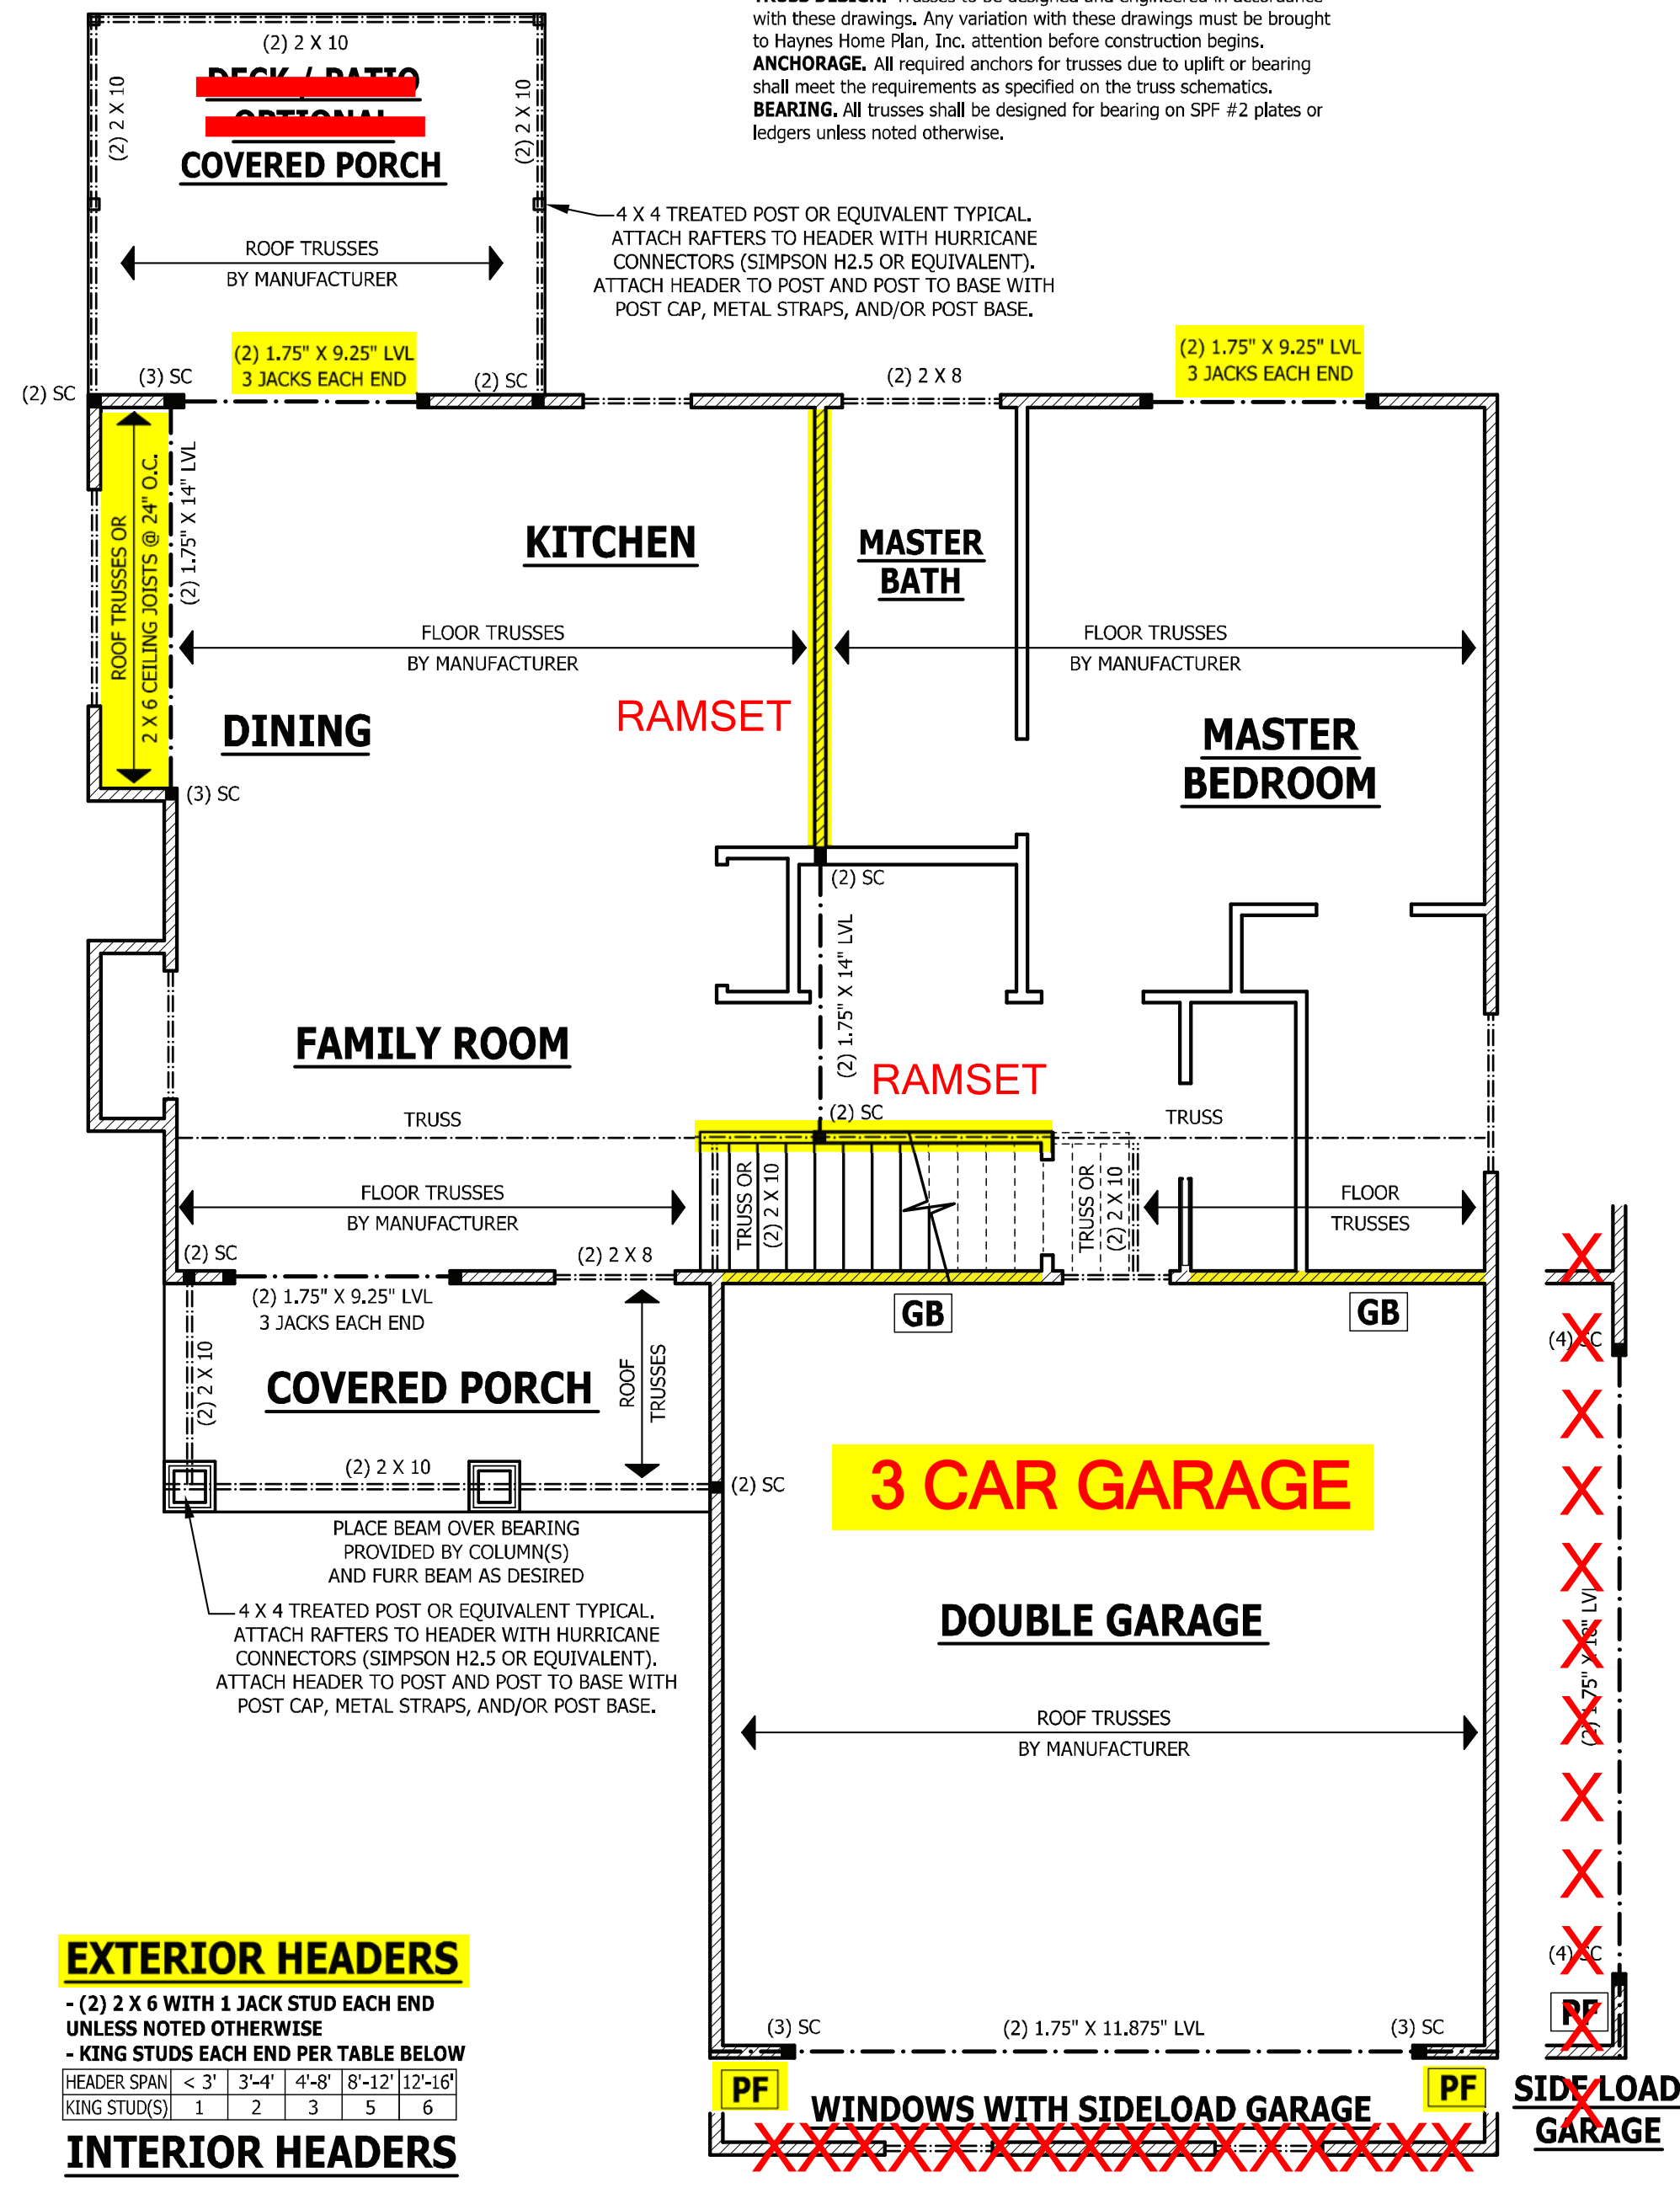 with these drawings. Any variation with these drawings must be brought
to Haynes Home Plan, Inc. attention before construction begins.
ANCHORAGE. All required anchors for trusses due to uplift or bearing
shall meet the requirements as specified on the truss schematics.
BEARING. All trusses shall be designed for bearing on SPF #2 plates or
ledgers unless noted otherwise.
(2) 2 X 10
(2) 2 X 10
(2) 2 X 10
COVERED PORCH
ROOF TRUSSES
BY MANUFACTURER
4 X 4 TREATED POST OR EQUIVALENT TYPICAL.
ATTACH RAFTERS TO HEADER WITH HURRICANE
CONNECTORS (SIMPSON H2.5 OR EQUIVALENT).
ATTACH HEADER TO POST AND POST TO BASE WITH
POST CAP, METAL STRAPS, AND/OR POST BASE.
(2) SC
(3) SC
(2) 1.75" X 9.25" LVL
3 JACKS EACH END
(2) SC
(2) 2 X 8
(2) 1.75" X 9.25" LVL
3 JACKS EACH END
ROOF TRUSSES OR
2 X 6 CEILING JOISTS @ 24" O.C.
(2) 1.75" X 14" LVL
KITCHEN
MASTER
BATH
FLOOR TRUSSES
BY MANUFACTURER
FLOOR TRUSSES
BY MANUFACTURER
RAMSET
DINING
MASTER
BEDROOM
(3) SC
(2) SC
(2) 1.75" X 14" LVL
FAMILY ROOM
RAMSET
(2) SC
TRUSS
TRUSS
FLOOR TRUSSES
BY MANUFACTURER
TRUSS OR
(2) 2 X 10
TRUSS OR
(2) 2 X 10
FLOOR
TRUSSES
(2) SC
(2) 2 X 8
(2) 1.75" X 9.25" LVL
3 JACKS EACH END
GB
GB
(2) 2 X 10
COVERED PORCH
ROOF
TRUSSES
(2) 2 X 10
(2) SC
3 CAR GARAGE
PLACE BEAM OVER BEARING
PROVIDED BY COLUMN(S)
AND FURR BEAM AS DESIRED
4 X 4 TREATED POST OR EQUIVALENT TYPICAL.
ATTACH RAFTERS TO HEADER WITH HURRICANE
CONNECTORS (SIMPSON H2.5 OR EQUIVALENT).
ATTACH HEADER TO POST AND POST TO BASE WITH
POST CAP, METAL STRAPS, AND/OR POST BASE.
DOUBLE GARAGE
ROOF TRUSSES
BY MANUFACTURER
(4) SC
(4) SC
PF
SIDE LOAD
GARAGE
(3) SC
(2) 1.75" X 11.875" LVL
(3) SC
PF
PF
WINDOWS WITH SIDELOAD GARAGE
EXTERIOR HEADERS
- (2) 2 X 6 WITH 1 JACK STUD EACH END
UNLESS NOTED OTHERWISE
- KING STUDS EACH END PER TABLE BELOW
HEADER SPAN < 3' 3'-4' 4'-8' 8'-12' 12'-16'
KING STUD(S) 1 2 3 5 6
INTERIOR HEADERS